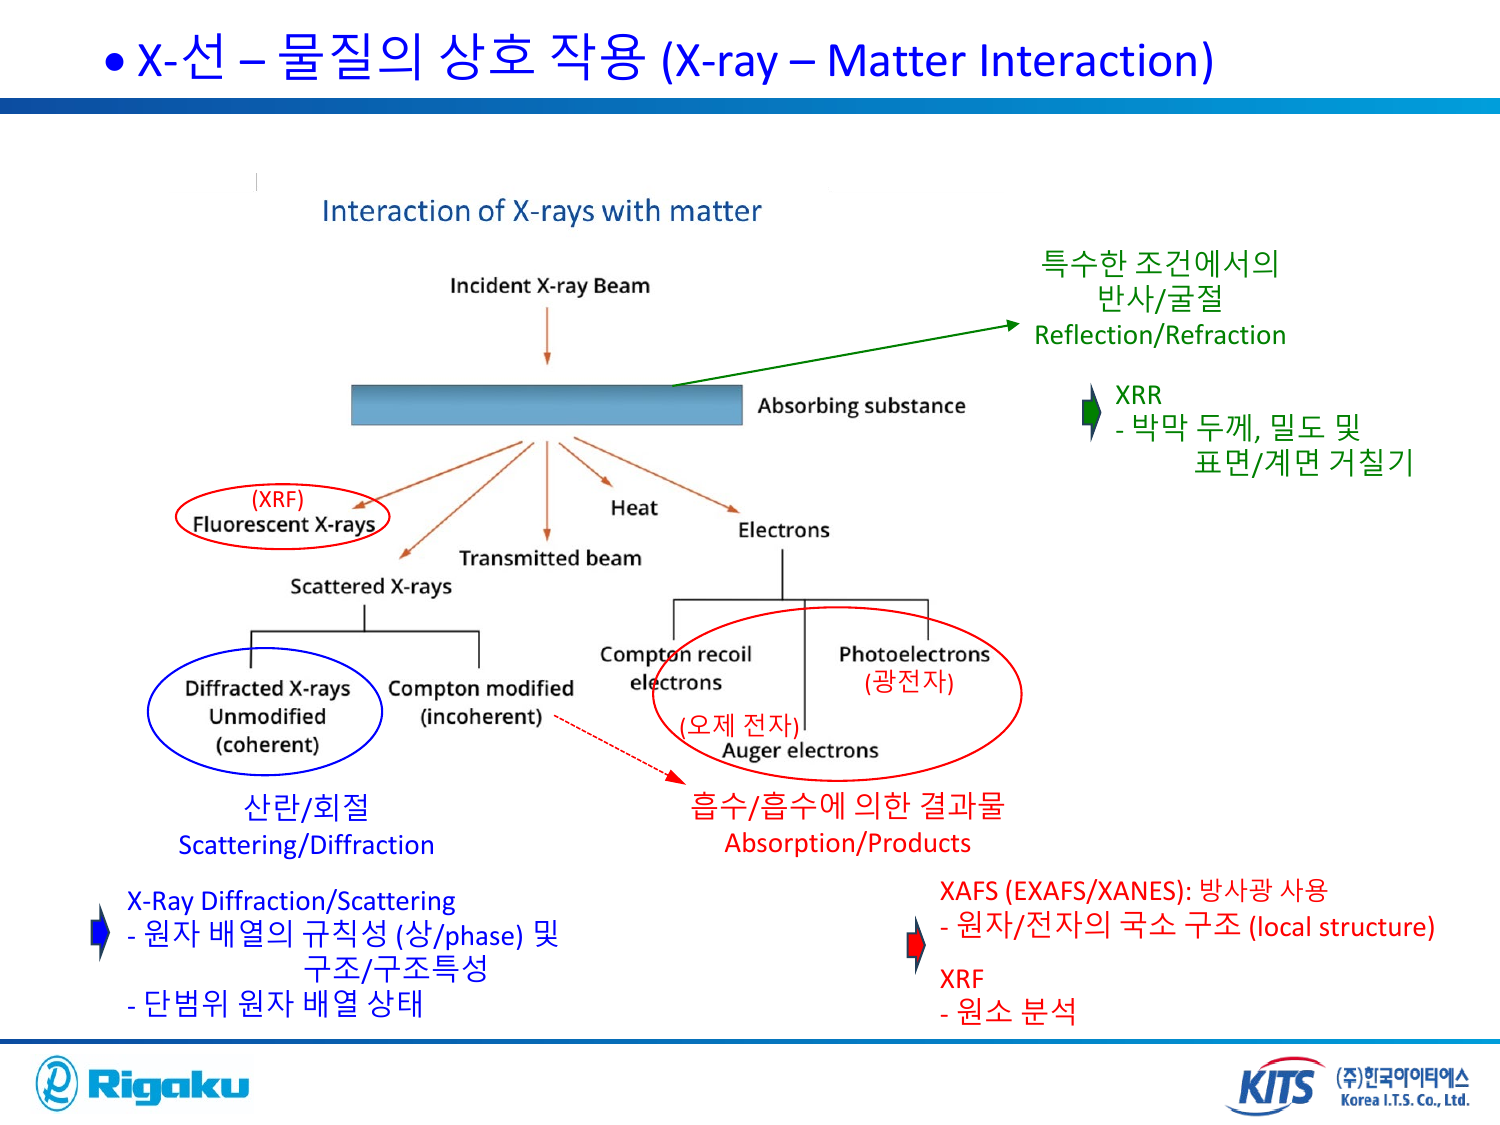 • X-선 – 물질의 상호 작용 (X-ray – Matter Interaction)
Interaction of X-rays with matter
Incident X-ray Beam
Absorbing substance
특수한 조건에서의
반사/굴절
Reflection/Refraction
XRR
- 박막 두께, 밀도 및
표면/계면 거칠기
(XRF)
Fluorescent X-rays
Heat
Transmitted beam
Electrons
Scattered X-rays
Diffracted X-rays
Unmodified
(coherent)
Compton modified
(incoherent)
Compton recoil
electrons
Photoelectrons
(광전자)
(오제 전자)
Auger electrons
산란/회절
Scattering/Diffraction
흡수/흡수에 의한 결과물
Absorption/Products
X-Ray Diffraction/Scattering
- 원자 배열의 규칙성 (상/phase) 및
구조/구조특성
- 단범위 원자 배열 상태
XAFS (EXAFS/XANES): 방사광 사용
- 원자/전자의 국소 구조 (local structure)
XRF
- 원소 분석
Rigaku
KITS
(주)한국아이티에스
Korea I.T.S. Co., Ltd.